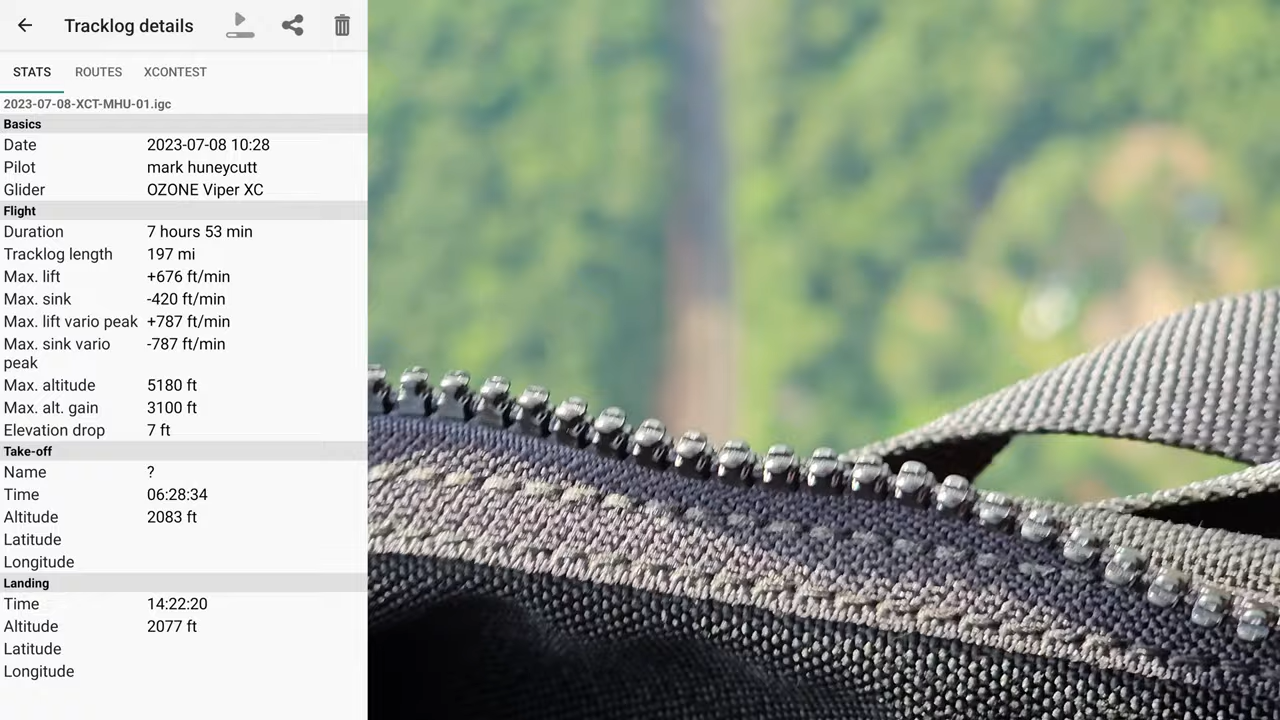 Tracklog details
STATS ROUTES XCONTEST
2023-07-08-XCT-MHU-01.igc
Basics
Date 2023-07-08 10:28
Pilot mark huneycutt
Glider OZONE Viper XC
Flight
Duration 7 hours 53 min
Tracklog length 197 mi
Max. lift +676 ft/min
Max. sink -420 ft/min
Max. lift vario peak +787 ft/min
Max. sink vario -787 ft/min
peak
Max. altitude 5180 ft
Max. alt. gain 3100 ft
Elevation drop 7 ft
Take-off
Name ?
Time 06:28:34
Altitude 2083 ft
Latitude
Longitude
Landing
Time 14:22:20
Altitude 2077 ft
Latitude
Longitude